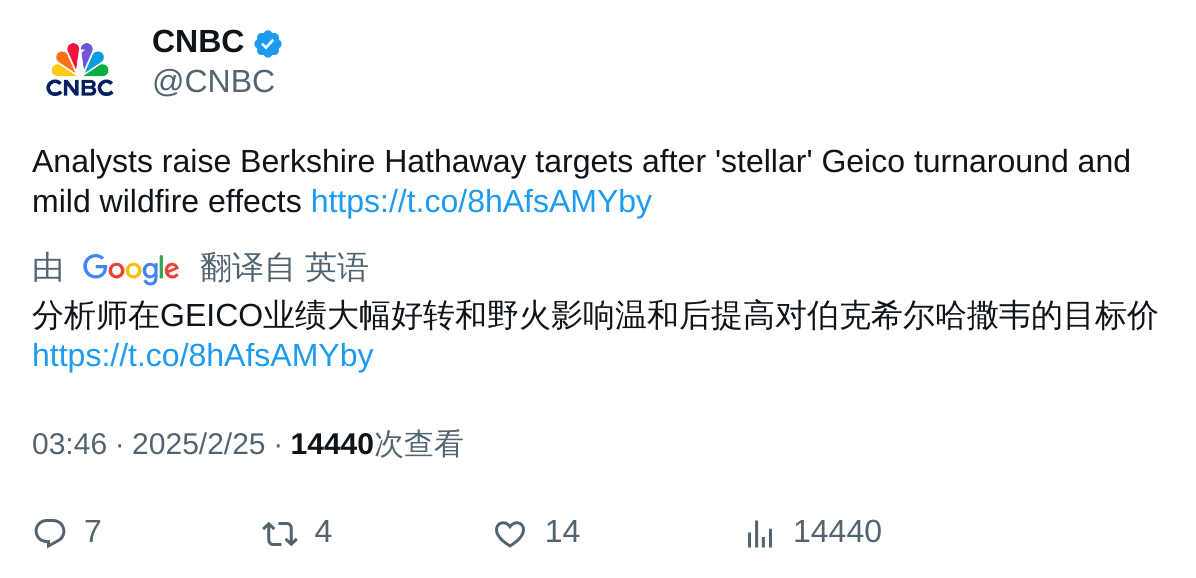 CNBC
CNBC
@CNBC
Analysts raise Berkshire Hathaway targets after 'stellar' Geico turnaround and
mild wildfire effects https://t.co/8hAfsAMYby
由 Google 翻译自 英语
分析师在GEICO业绩大幅好转和野火影响温和后提高对伯克希尔哈撒韦的目标价
https://t.co/8hAfsAMYby
03:46 · 2025/2/25 · 14440次查看
7 4 14 14440